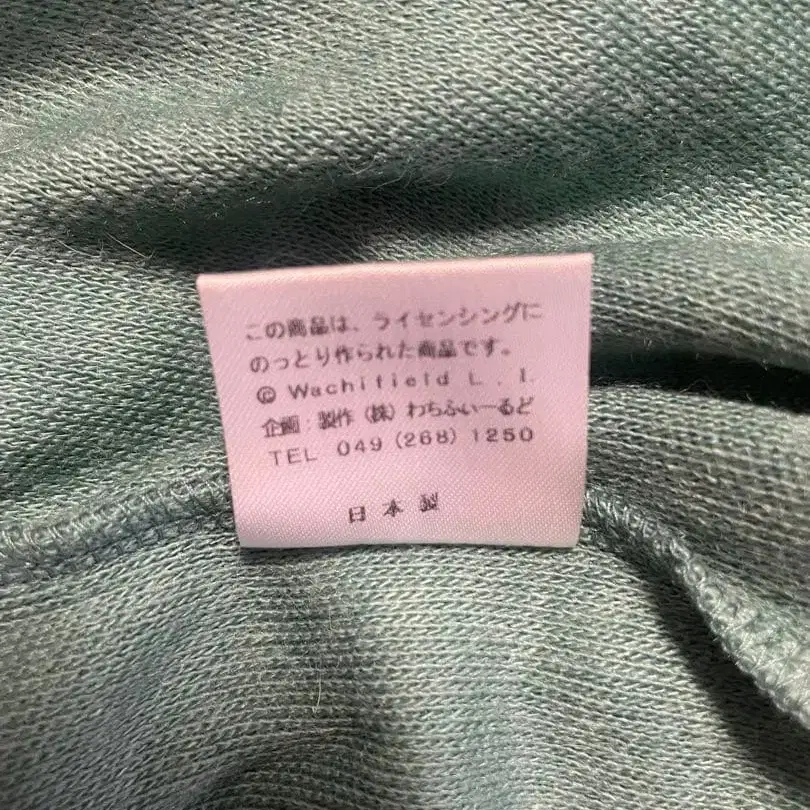 この商品は、ライセンシングに
のっとり作られた商品です。
© Wachifield L.I.
企画:製作(株)わちふぃーるど
TEL 049(268)1250
日本製